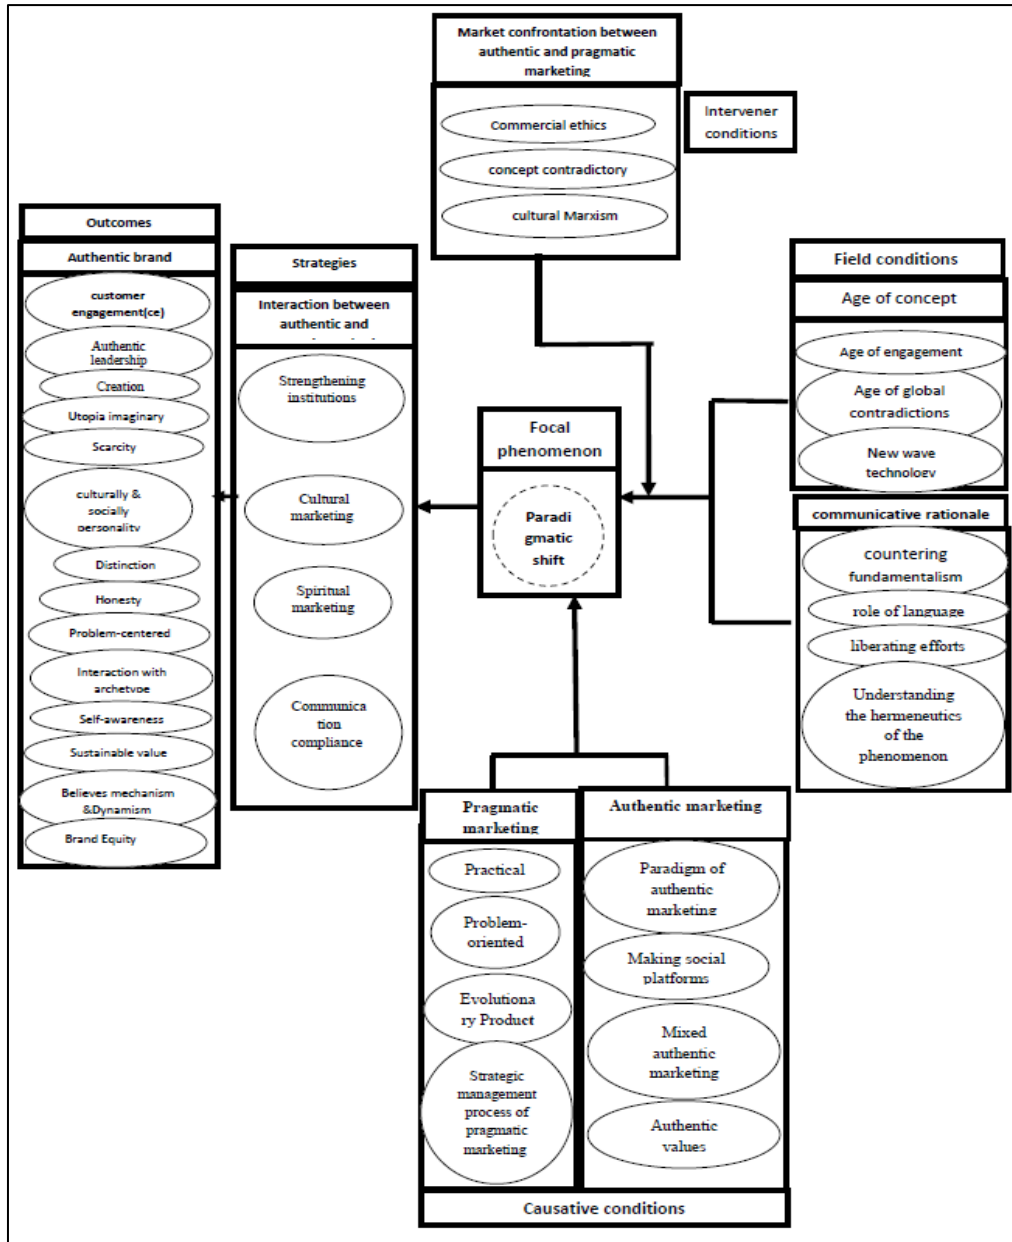 Market confrontation between
authentic and pragmatic
marketing
Commercial ethics
concept contradictory
cultural Marxism
Intervener
conditions
Outcomes
Authentic brand
customer
engagement(ce)
Authentic
leadership
Creation
Utopia imaginary
Scarcity
culturally &
socially
personality
Distinction
Honesty
Problem-centered
Interaction with
archetype
Self-awareness
Sustainable value
Believes mechanism
&Dynamism
Brand Equity
Strategies
Interaction between
authentic and
Strengthening
institutions
Cultural
marketing
Spiritual
marketing
Communica
tion
compliance
Focal
phenomenon
Paradi
gmatic
shift
Field conditions
Age of concept
Age of engagement
Age of global
contradictions
New wave
technology
communicative rationale
countering
fundamentalism
role of language
liberating efforts
Understanding
the hermeneutics
of the
phenomenon
Pragmatic
marketing
Practical
Problem-
oriented
Evolutiona
ry Product
Strategic
management
process of
pragmatic
marketing
Authentic marketing
Paradigm of
authentic
marketing
Making social
platforms
Mixed
authentic
marketing
Authentic
values
Causative conditions